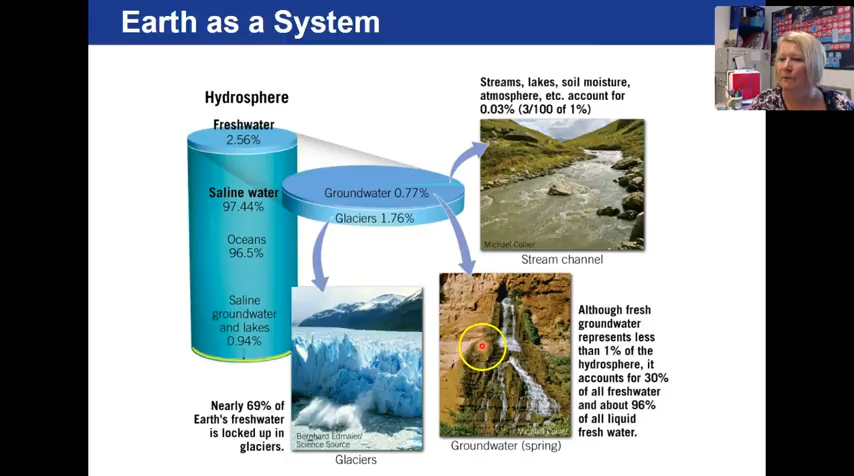 Earth as a System
Hydrosphere
Freshwater
2.56%
Saline water
97.44%
Oceans
96.5%
Saline
groundwater
and lakes
0.94%
Groundwater 0.77%
Glaciers 1.76%
Streams, lakes, soil moisture,
atmosphere, etc. account for
0.03% (3/100 of 1%)
Michael Collier
Stream channel
Nearly 69% of
Earth's freshwater
is locked up in
glaciers.
Bernhard Edmaier/
Science Source
Glaciers
Michael Collier
Groundwater (spring)
Although fresh
groundwater
represents less
than 1% of the
hydrosphere, it
accounts for 30%
of all freshwater
and about 96%
of all liquid
fresh water.